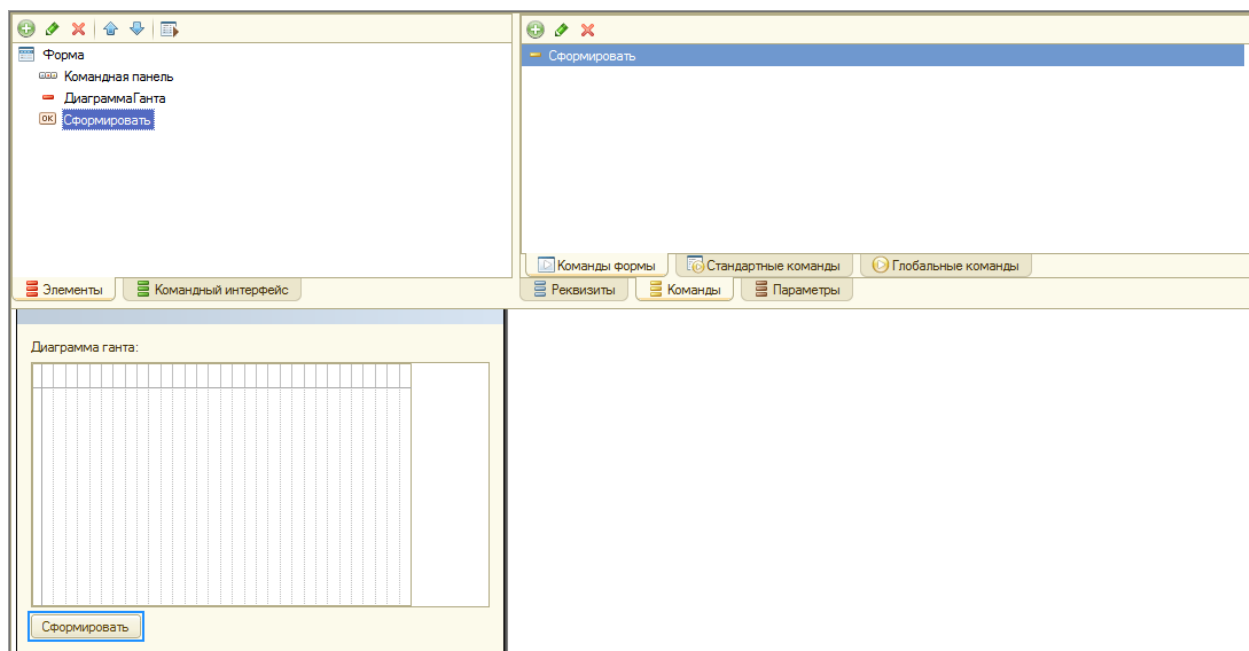 Форма
Командная панель
ДиаграммаГанта
OK Сформировать
Элементы Командный интерфейс
Сформировать
Команды формы Стандартные команды Глобальные команды
Реквизиты Команды Параметры
Диаграмма ганта:
Сформировать